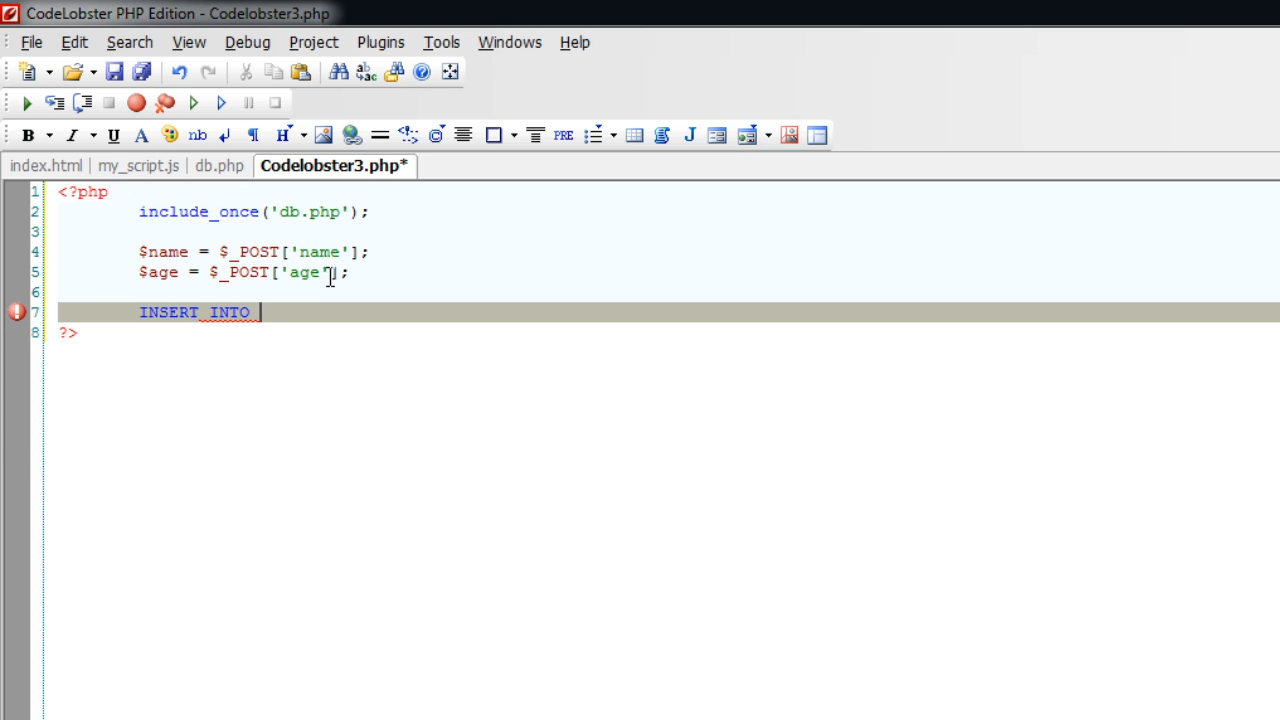 CodeLobster PHP Edition - Codelobster3.php
File Edit Search View Debug Project Plugins Tools Windows Help
B I U A nb ¶ H PRE J
index.html my_script.js db.php Codelobster3.php*
1 <?php
2 include_once('db.php');
3
4 $name = $_POST['name'];
5 $age = $_POST['age'];
6
7 INSERT INTO
8 ?>